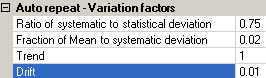 Auto repeat - Variation factors
Ratio of systematic to statistical deviation 0.75
Fraction of Mean to systematic deviation 0.02
Trend 1
Drift 0.01